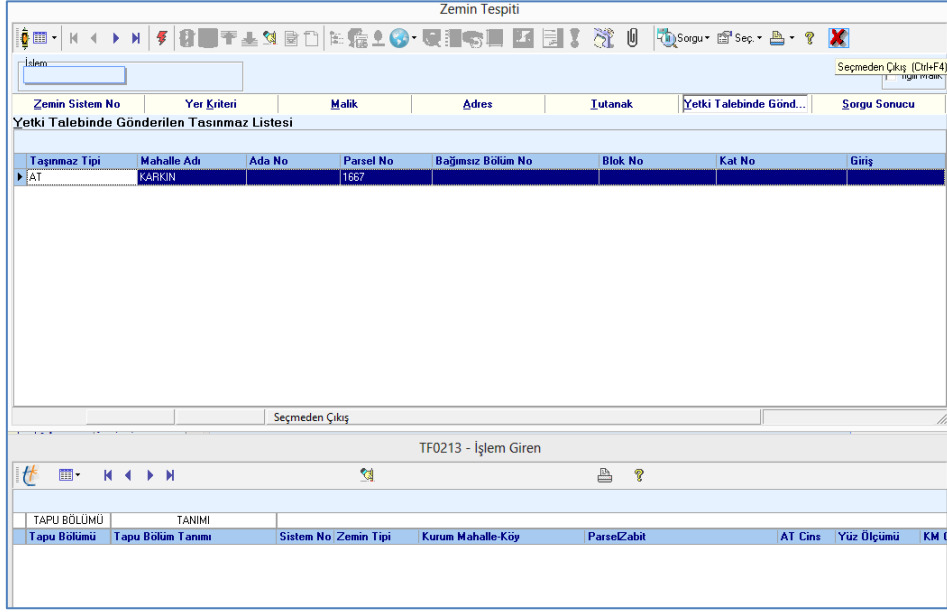 Zemin Tespiti
Sorgu Seç.
İşlem
Seçmeden Çıkış (Ctrl+F4)
İlgili Malik
Zemin Sistem No Yer Kriteri Malik Adres Tutanak Yetki Talebinde Gönd... Sorgu Sonucu
Yetki Talebinde Gönderilen Tasınmaz Listesi
Taşınmaz Tipi Mahalle Adı Ada No Parsel No Bağımsız Bölüm No Blok No Kat No Giriş
AT KARKIN 1667
Seçmeden Çıkış
TF0213 - İşlem Giren
TAPU BÖLÜMÜ TANIMI
Tapu Bölümü Tapu Bölüm Tanımı Sistem No Zemin Tipi Kurum Mahalle-Köy ParselZabit AT Cins Yüz Ölçümü KM